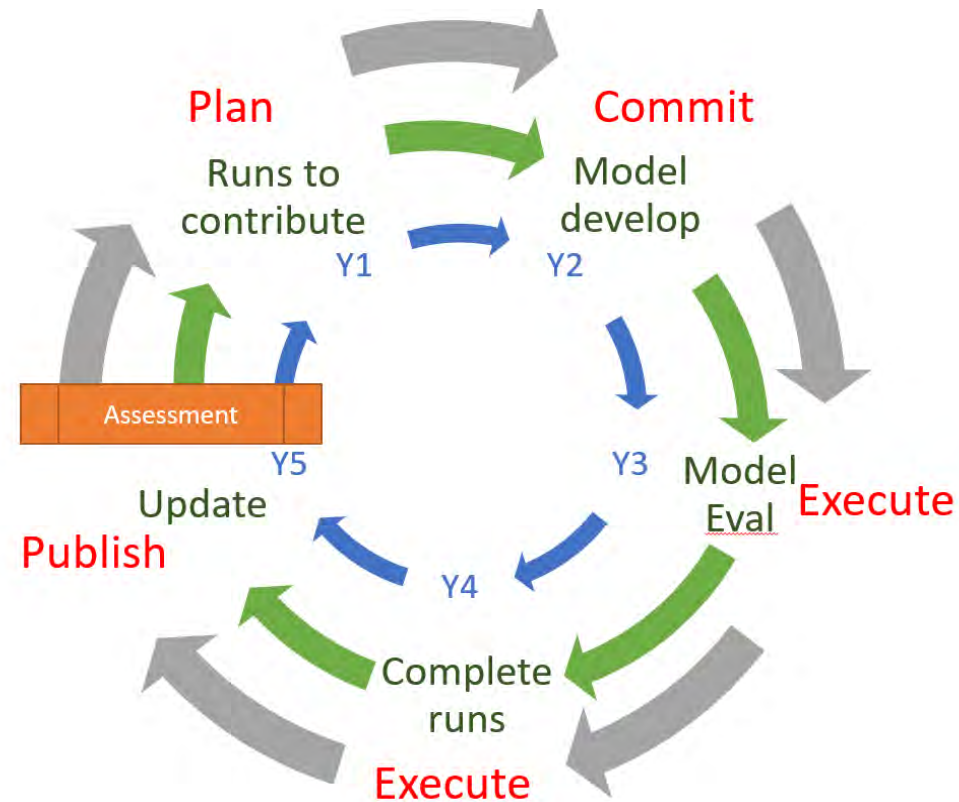 Plan
Commit
Runs to
contribute
Model
develop
Y1
Y2
Assessment
Y5
Y3
Model
Eval
Execute
Update
Publish
Y4
Complete
runs
Execute